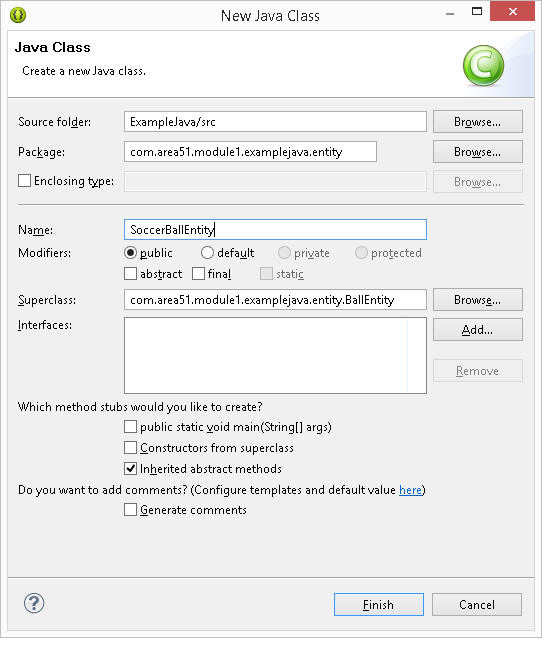 New Java Class
Java Class
Create a new Java class.
C
Source folder: ExampleJava/src Browse...
Package: com.area51.module1.examplejava.entity Browse...
Enclosing type: Browse...
Name: SoccerBallEntity
Modifiers: public default private protected
abstract final static
Superclass: com.area51.module1.examplejava.entity.BallEntity Browse...
Interfaces: Add...
Remove
Which method stubs would you like to create?
public static void main(String[] args)
Constructors from superclass
Inherited abstract methods
Do you want to add comments? (Configure templates and default value here)
Generate comments
? Finish Cancel